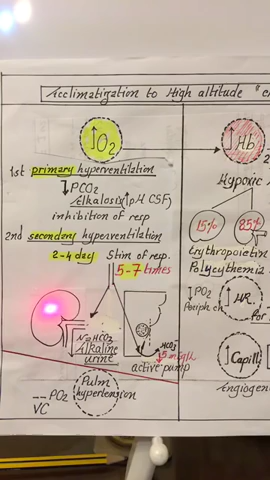 Acclimatization to High altitude "
↑O2
1st primary hyperventilation
↓PCO2
Alkalosis(↑pH CSF)
inhibition of resp
2nd secondary hyperventilation
2-4 days Stim of resp.
5-7 times
NaHCO3
Alkaline
urine
HCO3
active pump
Pulm
hypertension
PO2
VC
↑Hb
Hypoxic
15% 85%
Erythropoietin
Polycythemia
↓PO2
Periph
↑HR.
↑Capill
Angiogen